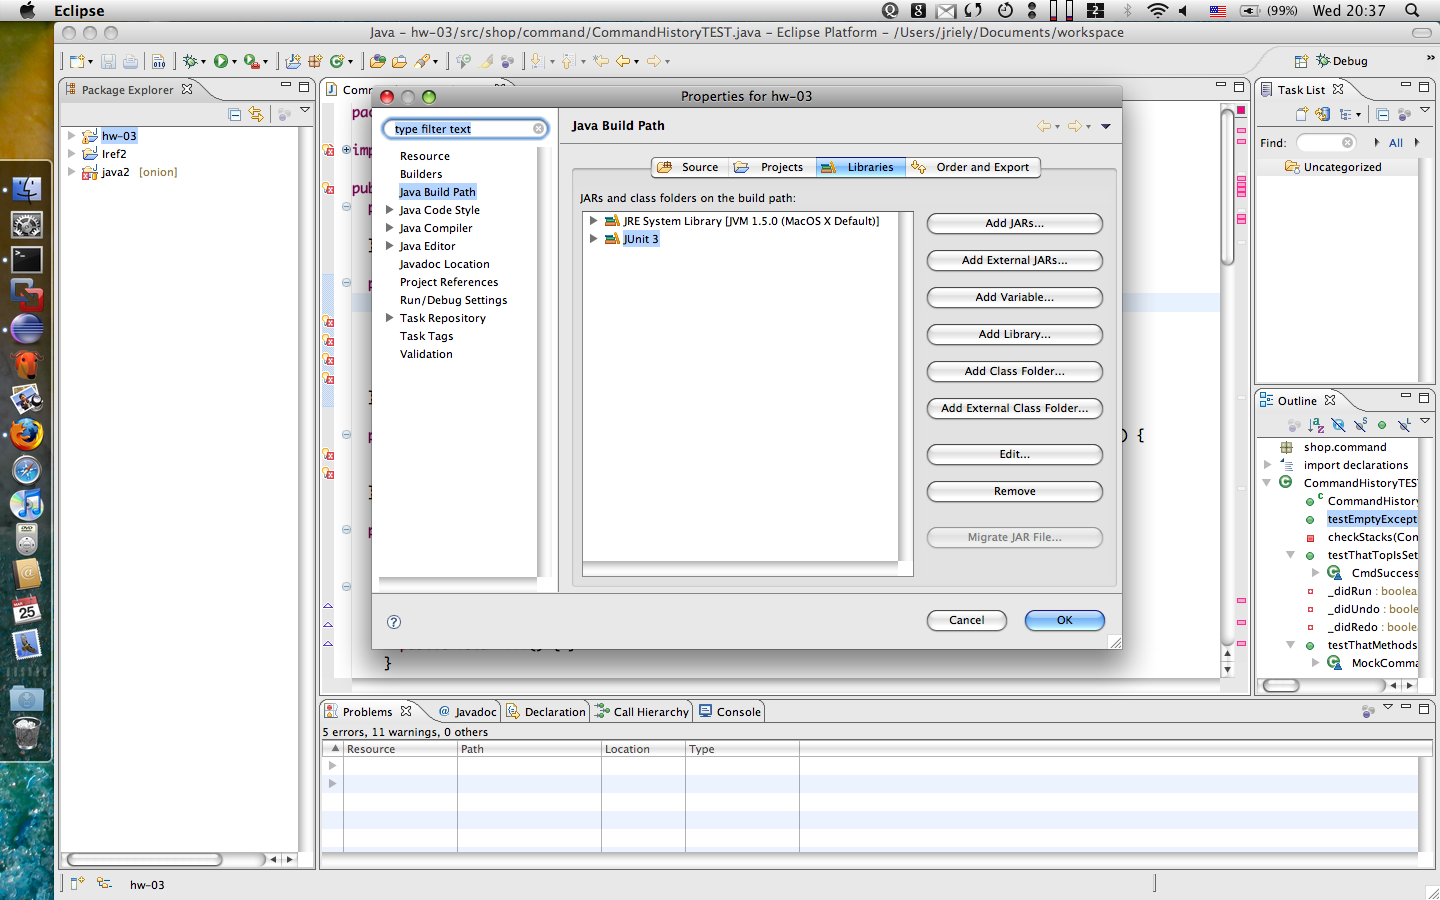 Eclipse
(99%) Wed 20:37
Java – hw-03/src/shop/command/CommandHistoryTEST.java – Eclipse Platform – /Users/jriely/Documents/workspace
Debug
Package Explorer
hw-03
lref2
java2 [onion]
Com
pac
imp
pub
p
}
p
}
p
) {
}
p
}
Properties for hw-03
type filter text
Resource
Builders
Java Build Path
Java Code Style
Java Compiler
Java Editor
Javadoc Location
Project References
Run/Debug Settings
Task Repository
Task Tags
Validation
Java Build Path
Source
Projects
Libraries
Order and Export
JARs and class folders on the build path:
JRE System Library [JVM 1.5.0 (MacOS X Default)]
JUnit 3
Add JARs...
Add External JARs...
Add Variable...
Add Library...
Add Class Folder...
Add External Class Folder...
Edit...
Remove
Migrate JAR File...
Cancel
OK
Task List
Find:
All
Uncategorized
Outline
shop.command
import declarations
CommandHistoryTES
CommandHistory
testEmptyExcept
checkStacks(Con
testThatTopIsSet
CmdSuccess
_didRun : boolea
_didUndo : boole
_didRedo : boolea
testThatMethods
MockComma
Problems
Javadoc
Declaration
Call Hierarchy
Console
5 errors, 11 warnings, 0 others
Resource
Path
Location
Type
hw-03
MAR
25